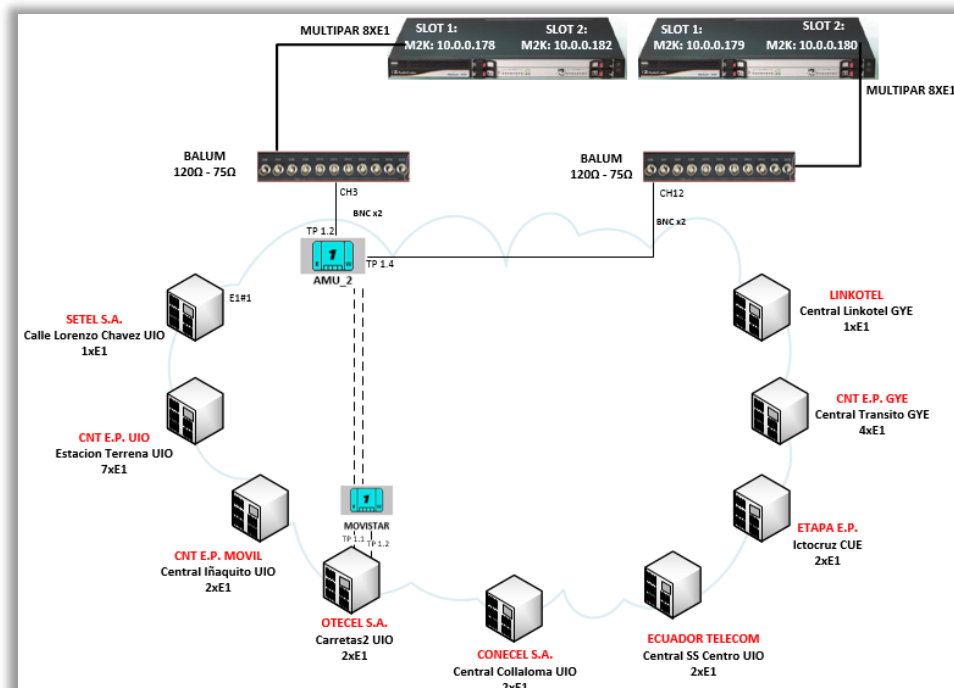 MULTIPAR 8XE1
SLOT 1:
SLOT 2:
M2K: 10.0.0.178
M2K: 10.0.0.182
SLOT 1:
SLOT 2:
M2K: 10.0.0.179
M2K: 10.0.0.180
MULTIPAR 8XE1
BALUM
120Ω - 75Ω
BALUM
120Ω - 75Ω
CH3
CH12
BNC x2
BNC x2
TP 1.2
1
TP 1.4
AMU_2
E1#1
SETEL S.A.
Calle Lorenzo Chavez UIO
1xE1
LINKOTEL
Central Linkotel GYE
1xE1
CNT E.P. UIO
Estacion Terrena UIO
7xE1
CNT E.P. GYE
Central Transito GYE
4xE1
1
MOVISTAR
TP 1.1
TP 1.2
CNT E.P. MOVIL
Central Iñaquito UIO
2xE1
ETAPA E.P.
Ictocruz CUE
2xE1
OTECEL S.A.
Carretas2 UIO
2xE1
CONECEL S.A.
Central Collaloma UIO
2xE1
ECUADOR TELECOM
Central SS Centro UIO
2xE1